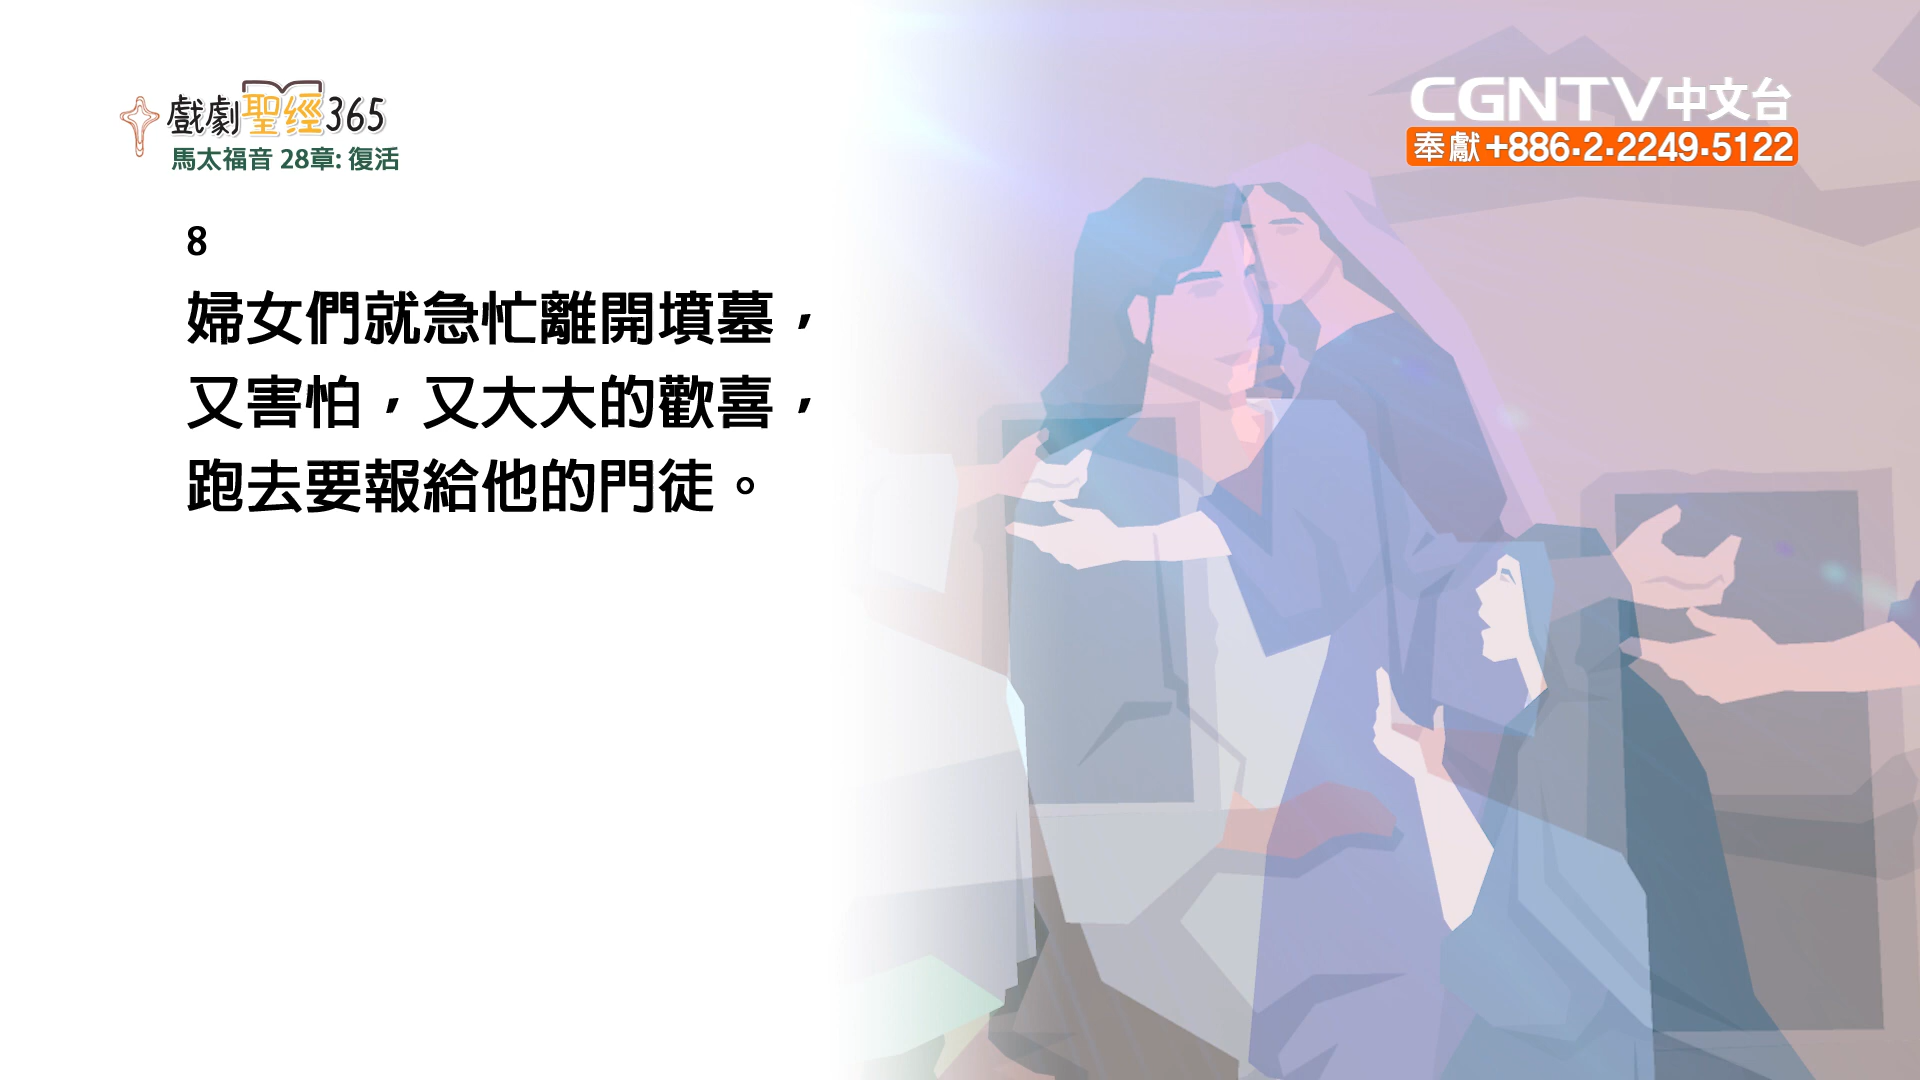 戲劇聖經365
馬太福音 28章: 復活
CGNTV中文台
奉獻+886·2·2249·5122
8
婦女們就急忙離開墳墓，
又害怕，又大大的歡喜，
跑去要報給他的門徒。